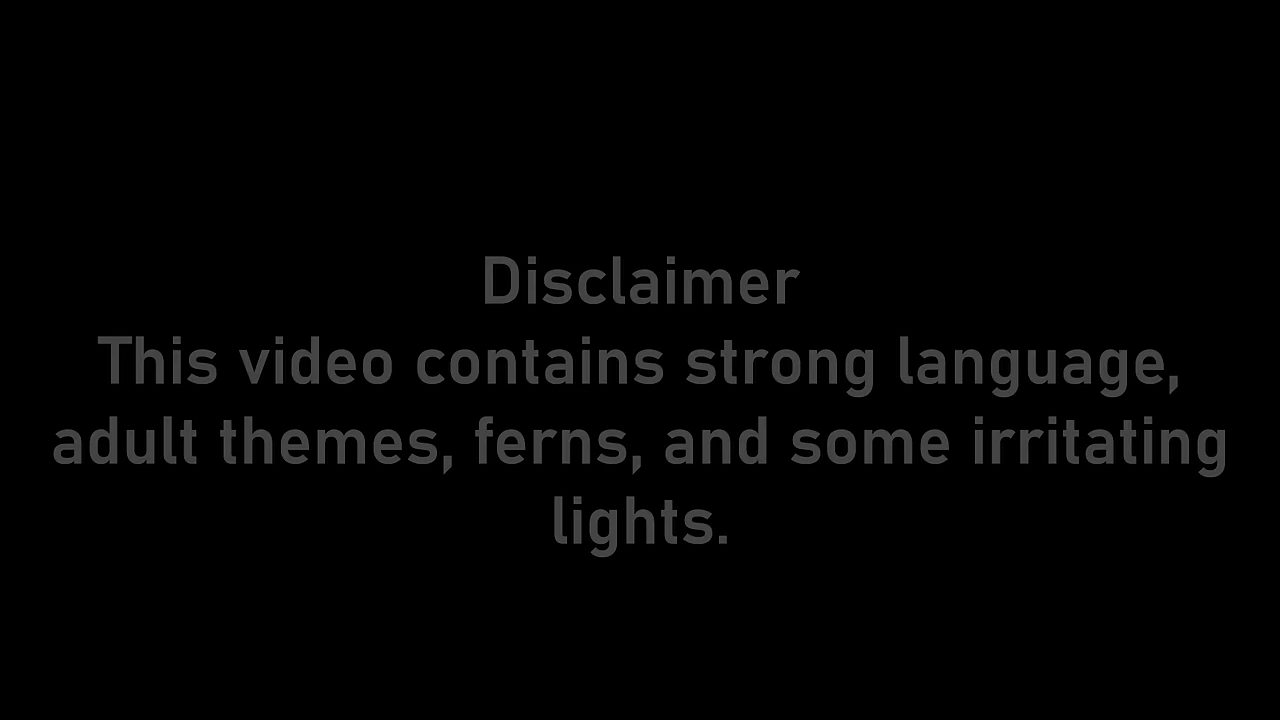 Disclaimer
This video contains strong language,
adult themes, ferns, and some irritating
lights.